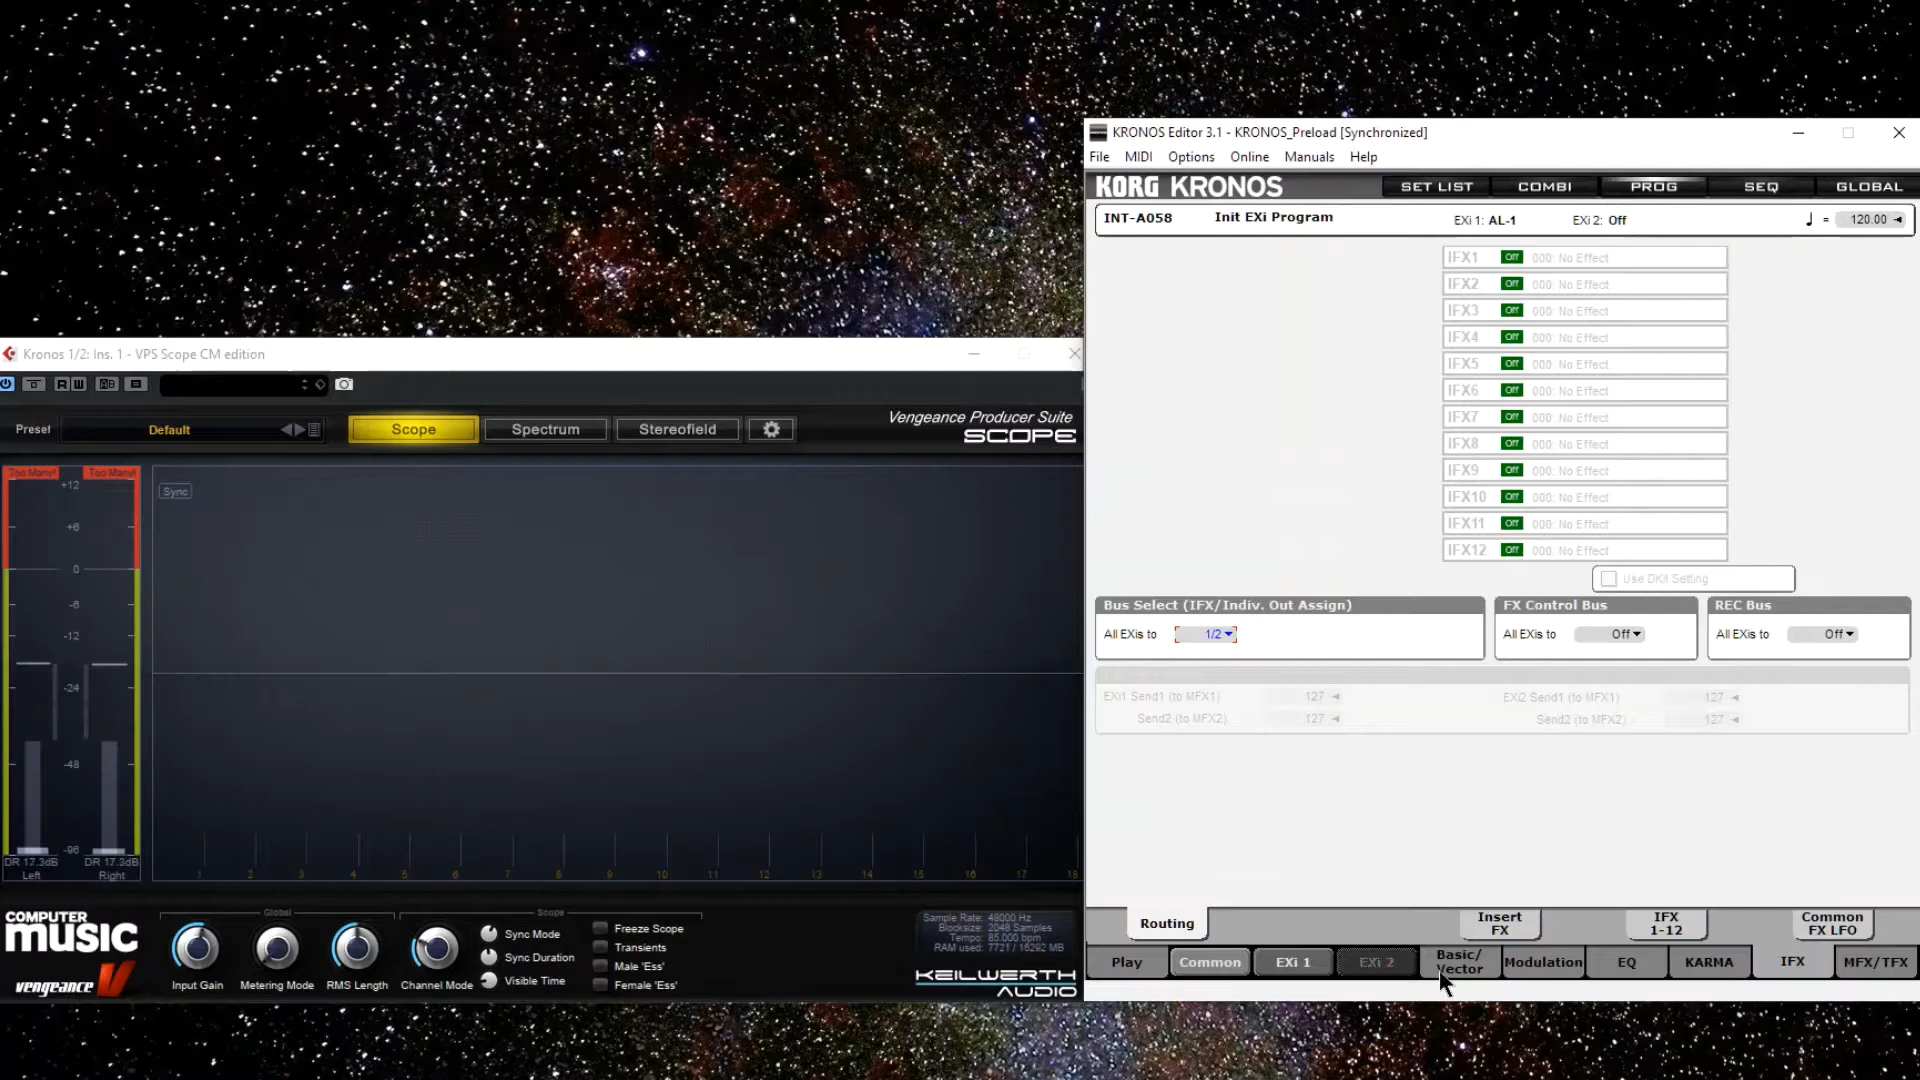 KRONOS Editor 3.1 - KRONOS_Preload [Synchronized]
File MIDI Options Online Manuals Help
KORG KRONOS SET LIST COMBI PROG SEQ GLOBAL
INT-A058 Init EXi Program EXi 1: AL-1 EXi 2: Off ♩ = 120.00
IFX1 Off 000: No Effect
IFX2 Off 000: No Effect
IFX3 Off 000: No Effect
IFX4 Off 000: No Effect
IFX5 Off 000: No Effect
IFX6 Off 000: No Effect
IFX7 Off 000: No Effect
IFX8 Off 000: No Effect
IFX9 Off 000: No Effect
IFX10 Off 000: No Effect
IFX11 Off 000: No Effect
IFX12 Off 000: No Effect
Use DKit Setting
Bus Select (IFX/Indiv. Out Assign) FX Control Bus REC Bus
All EXis to 1/2 All EXis to Off All EXis to Off
EXi1 Send1 (to MFX1) 127 EXi2 Send1 (to MFX1) 127
Send2 (to MFX2) 127 Send2 (to MFX2) 127
Routing Insert FX IFX 1-12 Common FX LFO
Play Common EXi 1 EXi 2 Basic/Vector Modulation EQ KARMA IFX MFX/TFX
Kronos 1/2: Ins. 1 - VPS Scope CM edition
R W AB
Preset Default Scope Spectrum Stereofield
Vengeance Producer Suite
SCOPE
Too Many! Too Many!
Sync
+12
+6
0
-6
-12
-24
-48
-96
DR 17.3dB DR 17.3dB
Left Right
1 2 3 4 5 6 7 8 9 10 11 12 13 14 15 16 17 18
COMPUTER
music
vengeance
Global Scope
Input Gain Metering Mode RMS Length Channel Mode
Sync Mode
Sync Duration
Visible Time
Freeze Scope
Transients
Male 'Ess'
Female 'Ess'
Sample Rate: 48000 Hz
Blocksize: 2048 Samples
Tempo: 85.000 bpm
RAM used: 7721 / 16292 MB
KEILWERTH
AUDIO